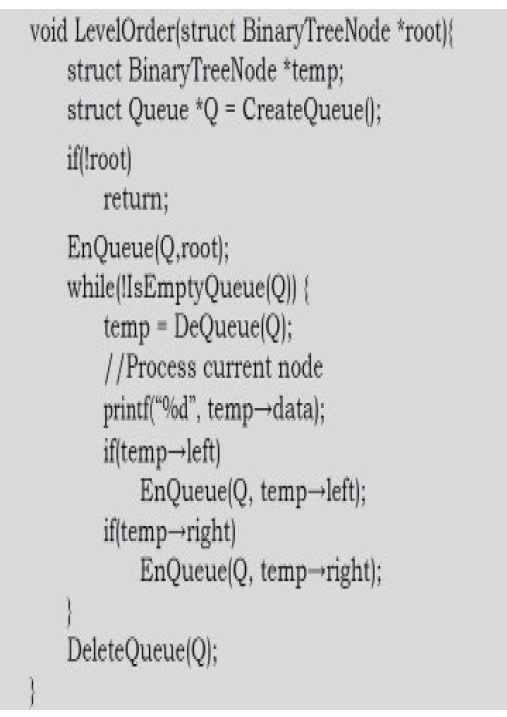 void LevelOrder(struct BinaryTreeNode *root){
struct BinaryTreeNode *temp;
struct Queue *Q = CreateQueue();
if(!root)
return;
EnQueue(Q,root);
while(!IsEmptyQueue(Q)) {
temp = DeQueue(Q);
//Process current node
printf(“%d”, temp→data);
if(temp→left)
EnQueue(Q, temp→left);
if(temp→right)
EnQueue(Q, temp→right);
}
DeleteQueue(Q);
}